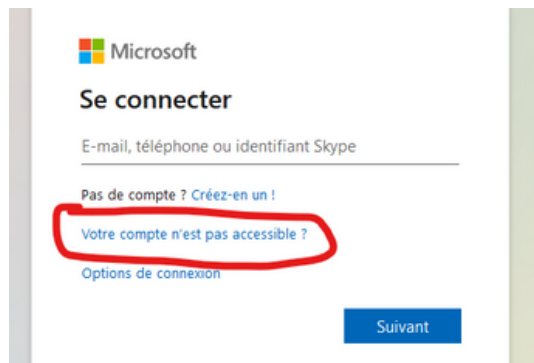 Microsoft
Se connecter
E-mail, téléphone ou identifiant Skype
Pas de compte ? Créez-en un !
Votre compte n'est pas accessible ?
Options de connexion
Suivant